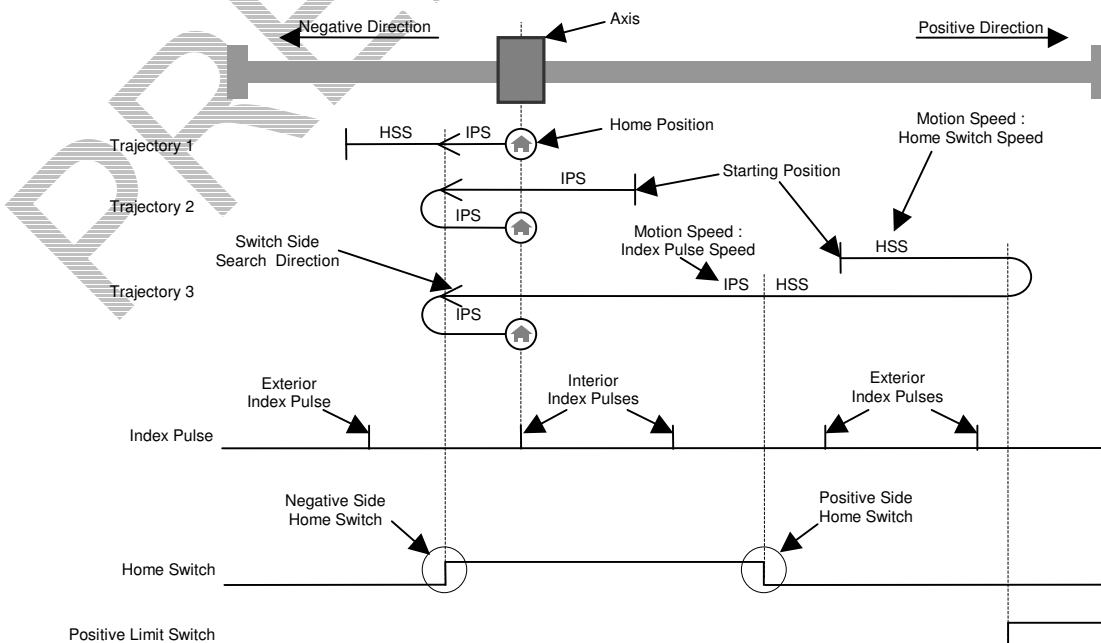 Negative Direction
Axis
Positive Direction
Trajectory 1
HSS
IPS
Home Position
Motion Speed :
Home Switch Speed
Trajectory 2
IPS
Starting Position
IPS
Switch Side
Search Direction
Motion Speed :
Index Pulse Speed
HSS
Trajectory 3
IPS
HSS
IPS
Exterior
Index Pulse
Interior
Index Pulses
Exterior
Index Pulses
Index Pulse
Negative Side
Home Switch
Positive Side
Home Switch
Home Switch
Positive Limit Switch